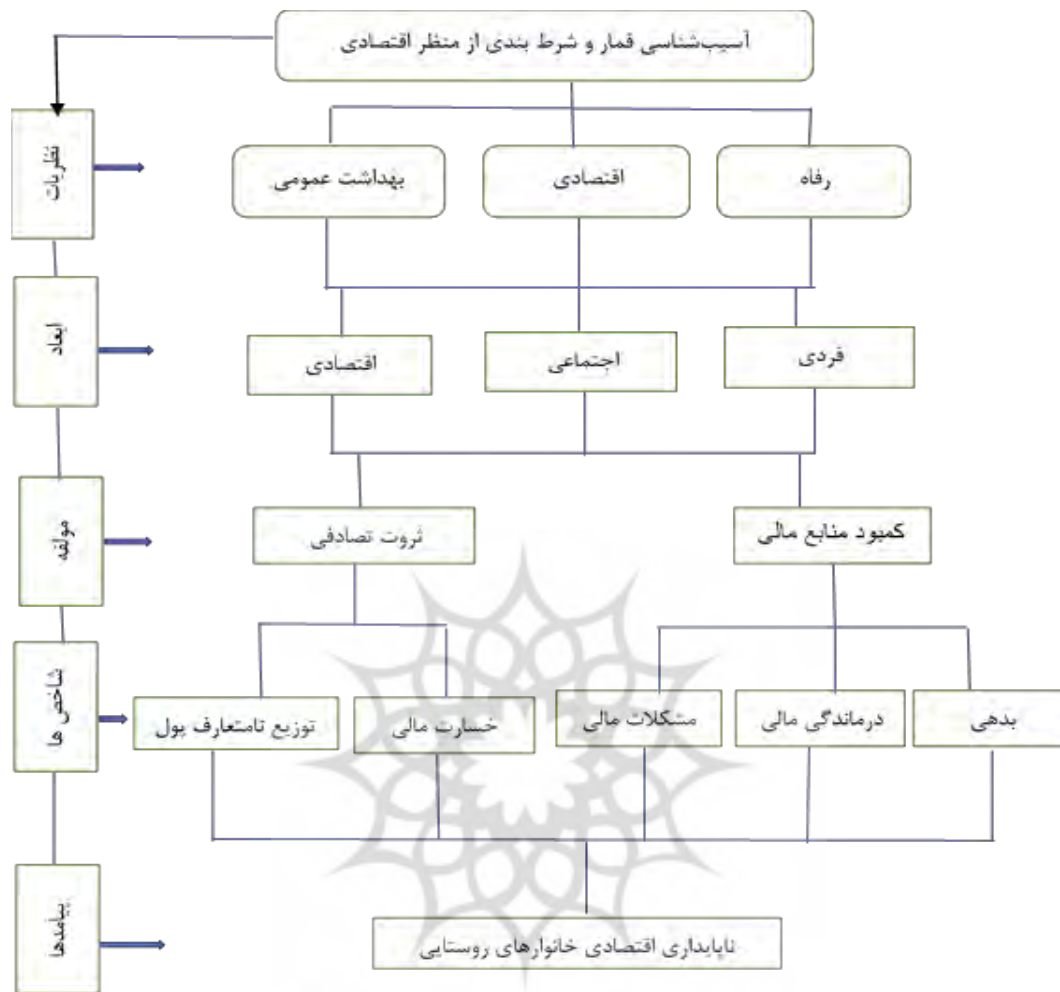 آسیب‌شناسی قمار و شرط بندی از منظر اقتصادی
نظریات
رفاه
اقتصادی
بهداشت عمومی
ابعاد
فردی
اجتماعی
اقتصادی
مولفه
کمبود منابع مالی
ثروت تصادفی
شاخص ها
بدهی
درماندگی مالی
مشکلات مالی
خسارت مالی
توزیع نامتعارف پول
پیامدها
ناپایداری اقتصادی خانوارهای روستایی